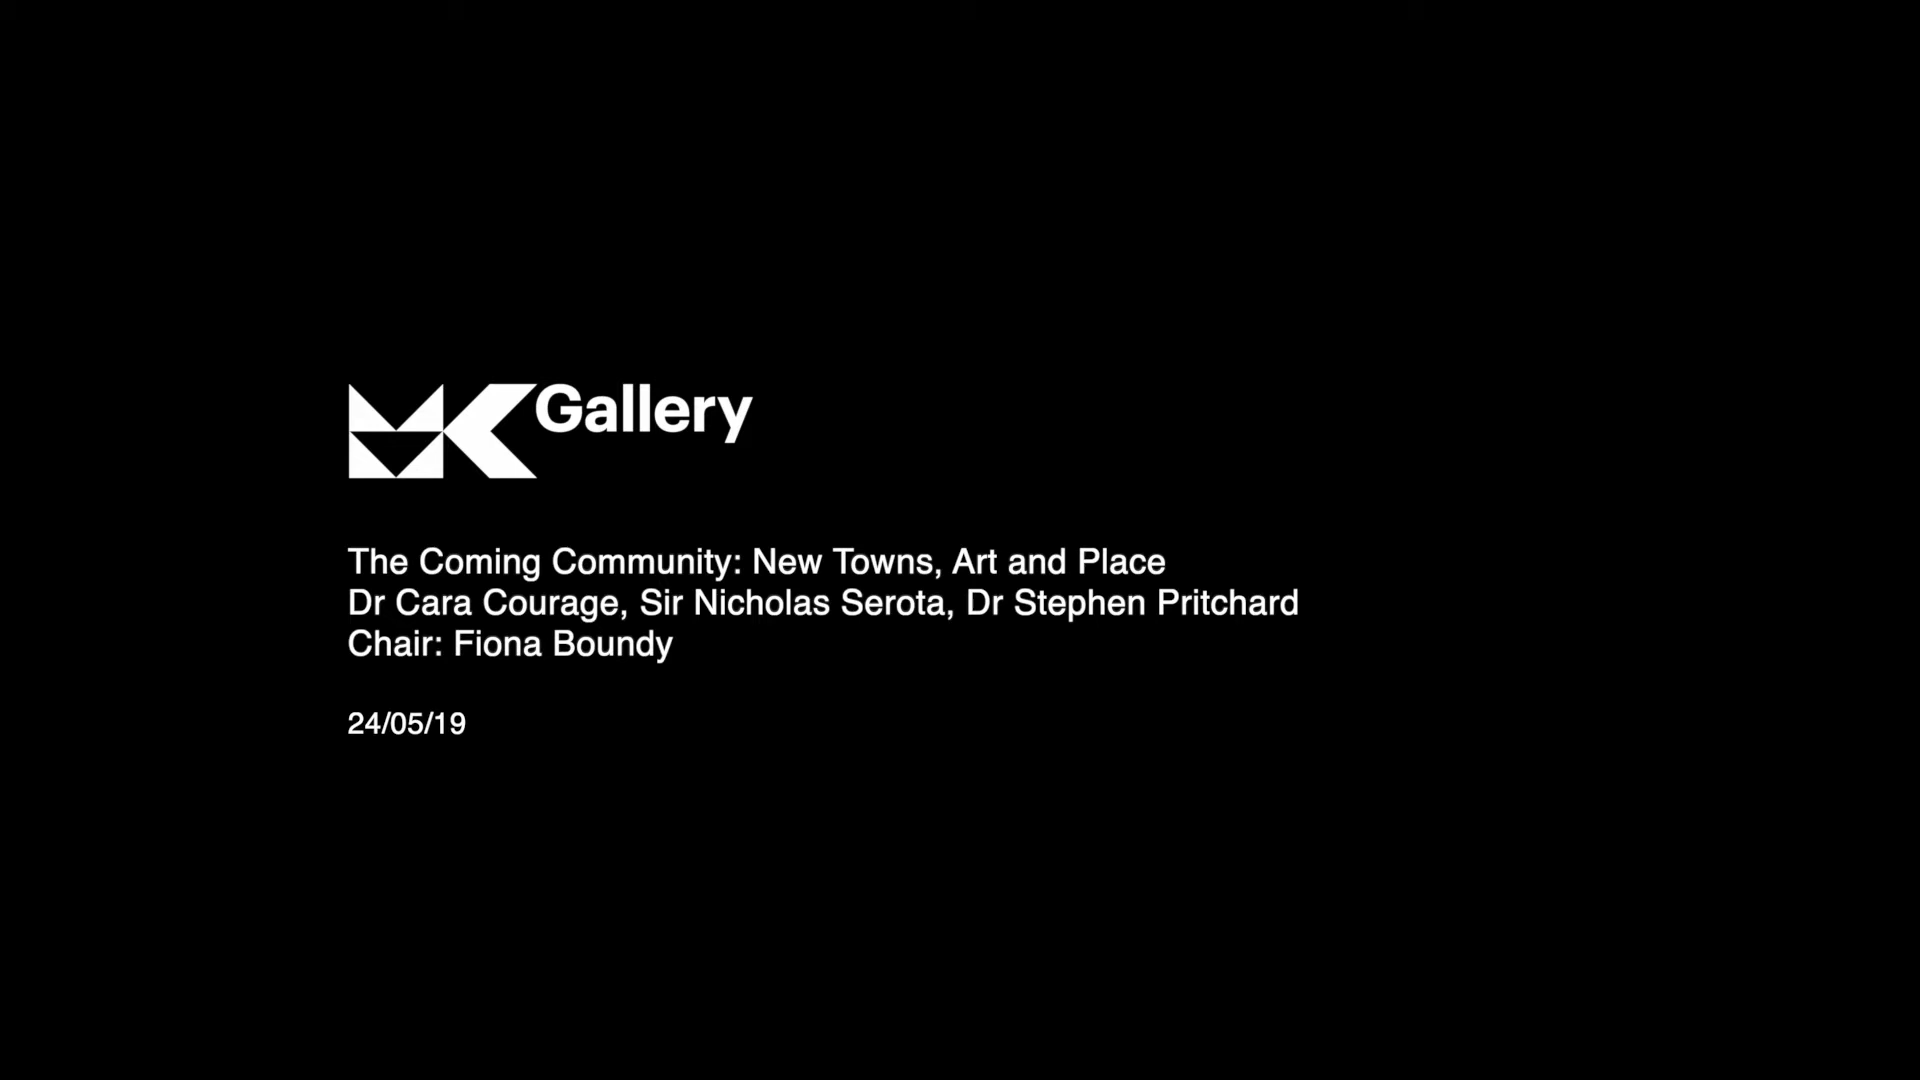 MK Gallery
The Coming Community: New Towns, Art and Place
Dr Cara Courage, Sir Nicholas Serota, Dr Stephen Pritchard
Chair: Fiona Boundy
24/05/19